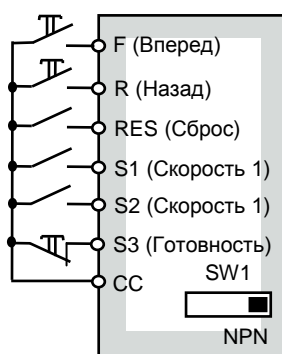 F (Вперед)
R (Назад)
RES (Сброс)
S1 (Скорость 1)
S2 (Скорость 1)
S3 (Готовность)
CC
SW1
NPN